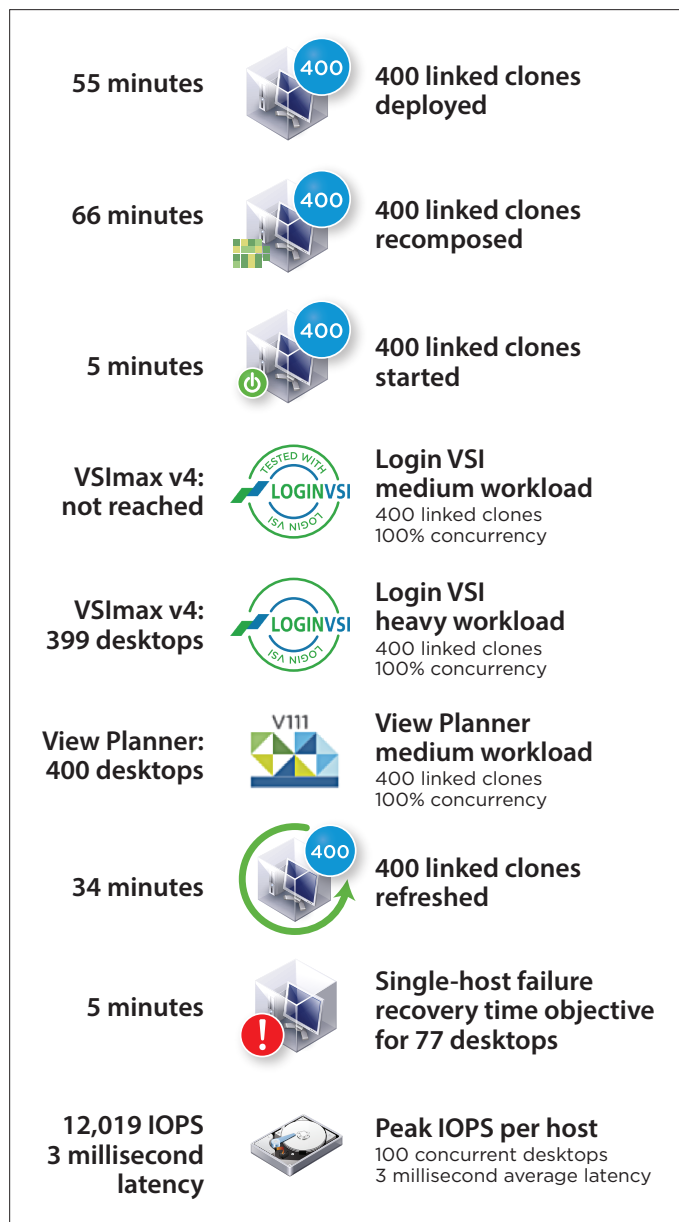 55 minutes
400
400 linked clones
deployed
66 minutes
400
400 linked clones
recomposed
5 minutes
400
400 linked clones
started
VSImax v4:
not reached
TESTED WITH
LOGINVSI
LOGIN VSI
Login VSI
medium workload
400 linked clones
100% concurrency
VSImax v4:
399 desktops
LOGINVSI
LOGIN VSI
Login VSI
heavy workload
400 linked clones
100% concurrency
View Planner:
400 desktops
V111
View Planner
medium workload
400 linked clones
100% concurrency
34 minutes
400
400 linked clones
refreshed
5 minutes
!
Single-host failure
recovery time objective
for 77 desktops
12,019 IOPS
3 millisecond
latency
Peak IOPS per host
100 concurrent desktops
3 millisecond average latency